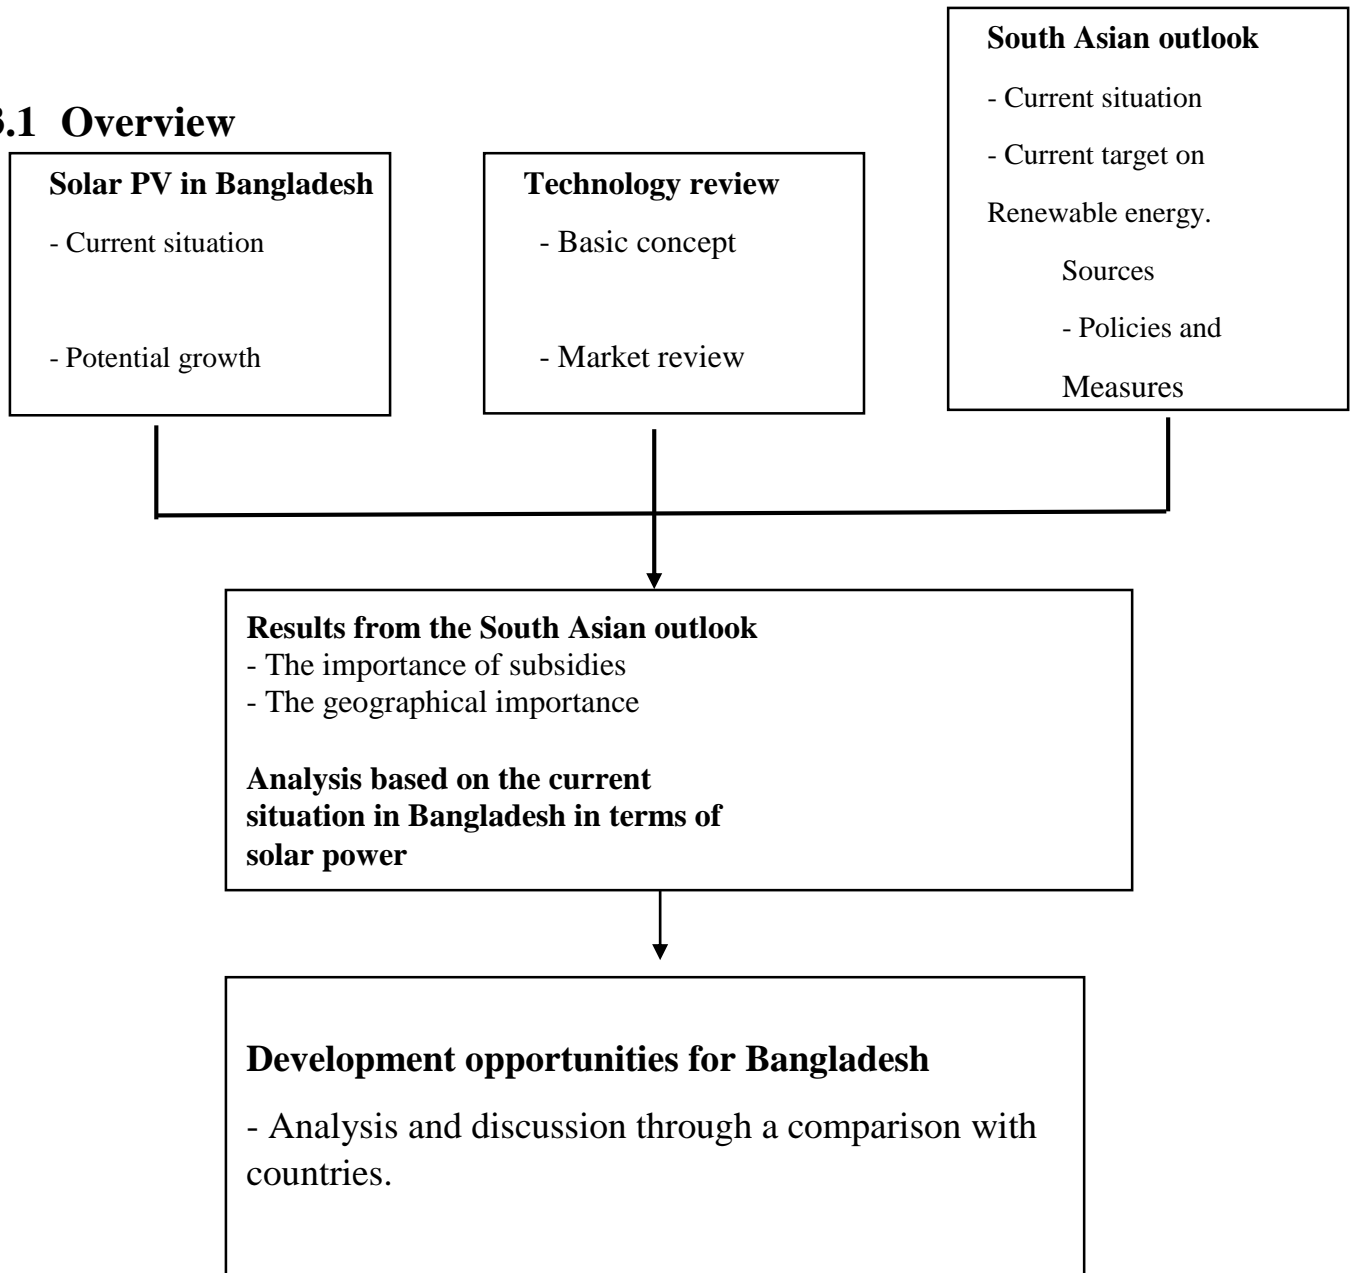 3.1 Overview
Solar PV in Bangladesh
- Current situation
- Potential growth
Technology review
- Basic concept
- Market review
South Asian outlook
- Current situation
- Current target on
Renewable energy.
Sources
- Policies and
Measures
Results from the South Asian outlook
- The importance of subsidies
- The geographical importance
Analysis based on the current
situation in Bangladesh in terms of
solar power
Development opportunities for Bangladesh
- Analysis and discussion through a comparison with
countries.